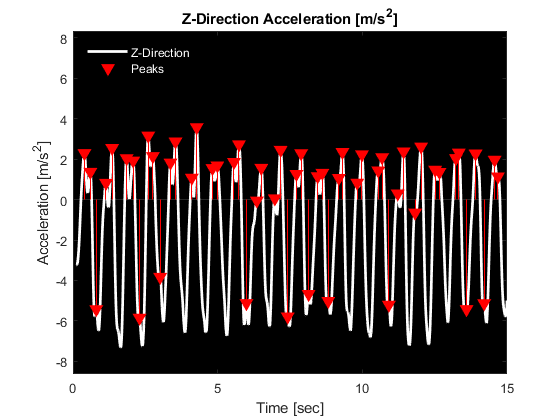 Z-Direction Acceleration [m/s²]
Z-Direction
Peaks
8
6
4
2
0
-2
-4
-6
-8
Acceleration [m/s²]
0 5 10 15
Time [sec]